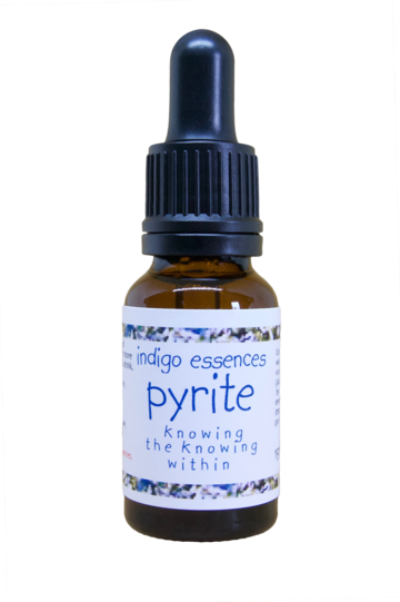 indigo essences
pyrite
knowing
the knowing
within